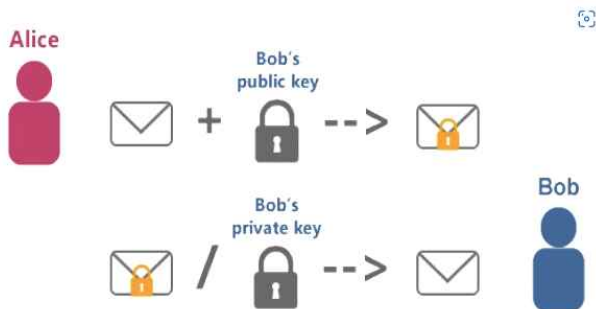 Alice
Bob's
public key
+
-->
Bob
Bob's
private key
/
-->